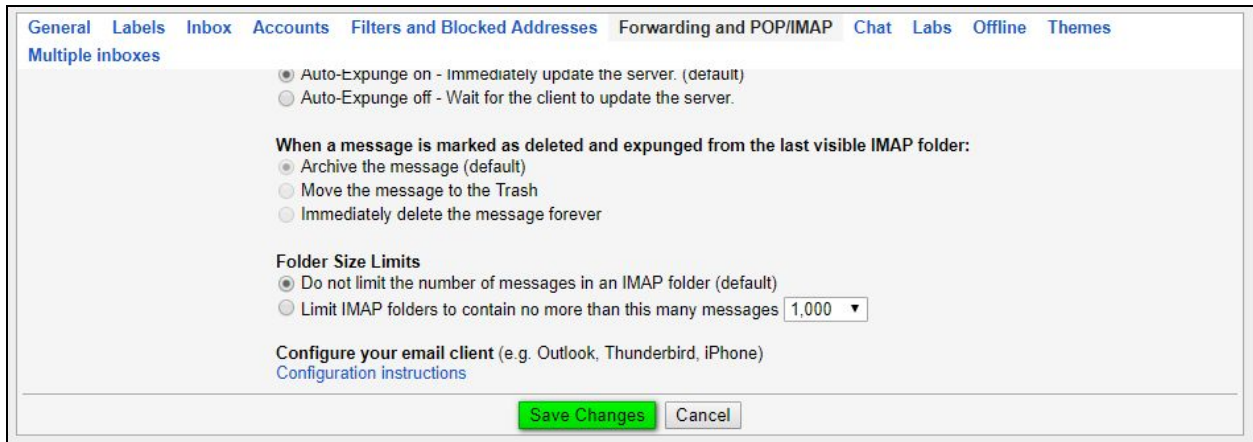 General Labels Inbox Accounts Filters and Blocked Addresses Forwarding and POP/IMAP Chat Labs Offline Themes
Multiple inboxes
Auto-Expunge on - Immediately update the server. (default)
Auto-Expunge off - Wait for the client to update the server.
When a message is marked as deleted and expunged from the last visible IMAP folder:
Archive the message (default)
Move the message to the Trash
Immediately delete the message forever
Folder Size Limits
Do not limit the number of messages in an IMAP folder (default)
Limit IMAP folders to contain no more than this many messages 1,000
Configure your email client (e.g. Outlook, Thunderbird, iPhone)
Configuration instructions
Save Changes Cancel